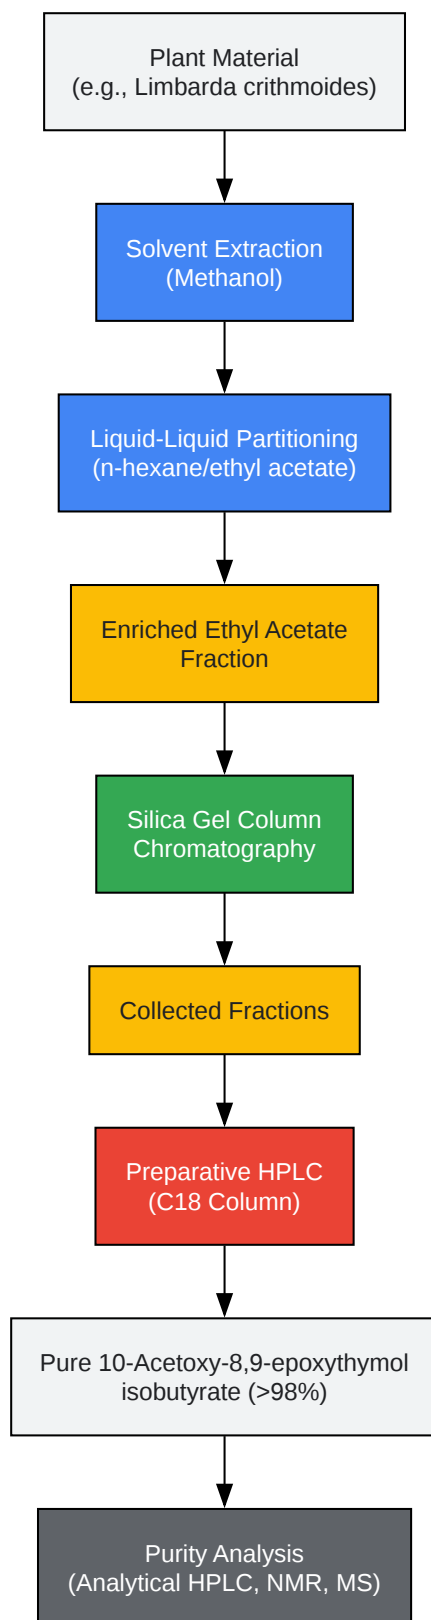 Plant Material
(e.g., Limbarda crithmoides)
Solvent Extraction
(Methanol)
Liquid-Liquid Partitioning
(n-hexane/ethyl acetate)
Enriched Ethyl Acetate
Fraction
Silica Gel Column
Chromatography
Collected Fractions
Preparative HPLC
(C18 Column)
Pure 10-Acetoxy-8,9-epoxythymol
isobutyrate (>98%)
Purity Analysis
(Analytical HPLC, NMR, MS)